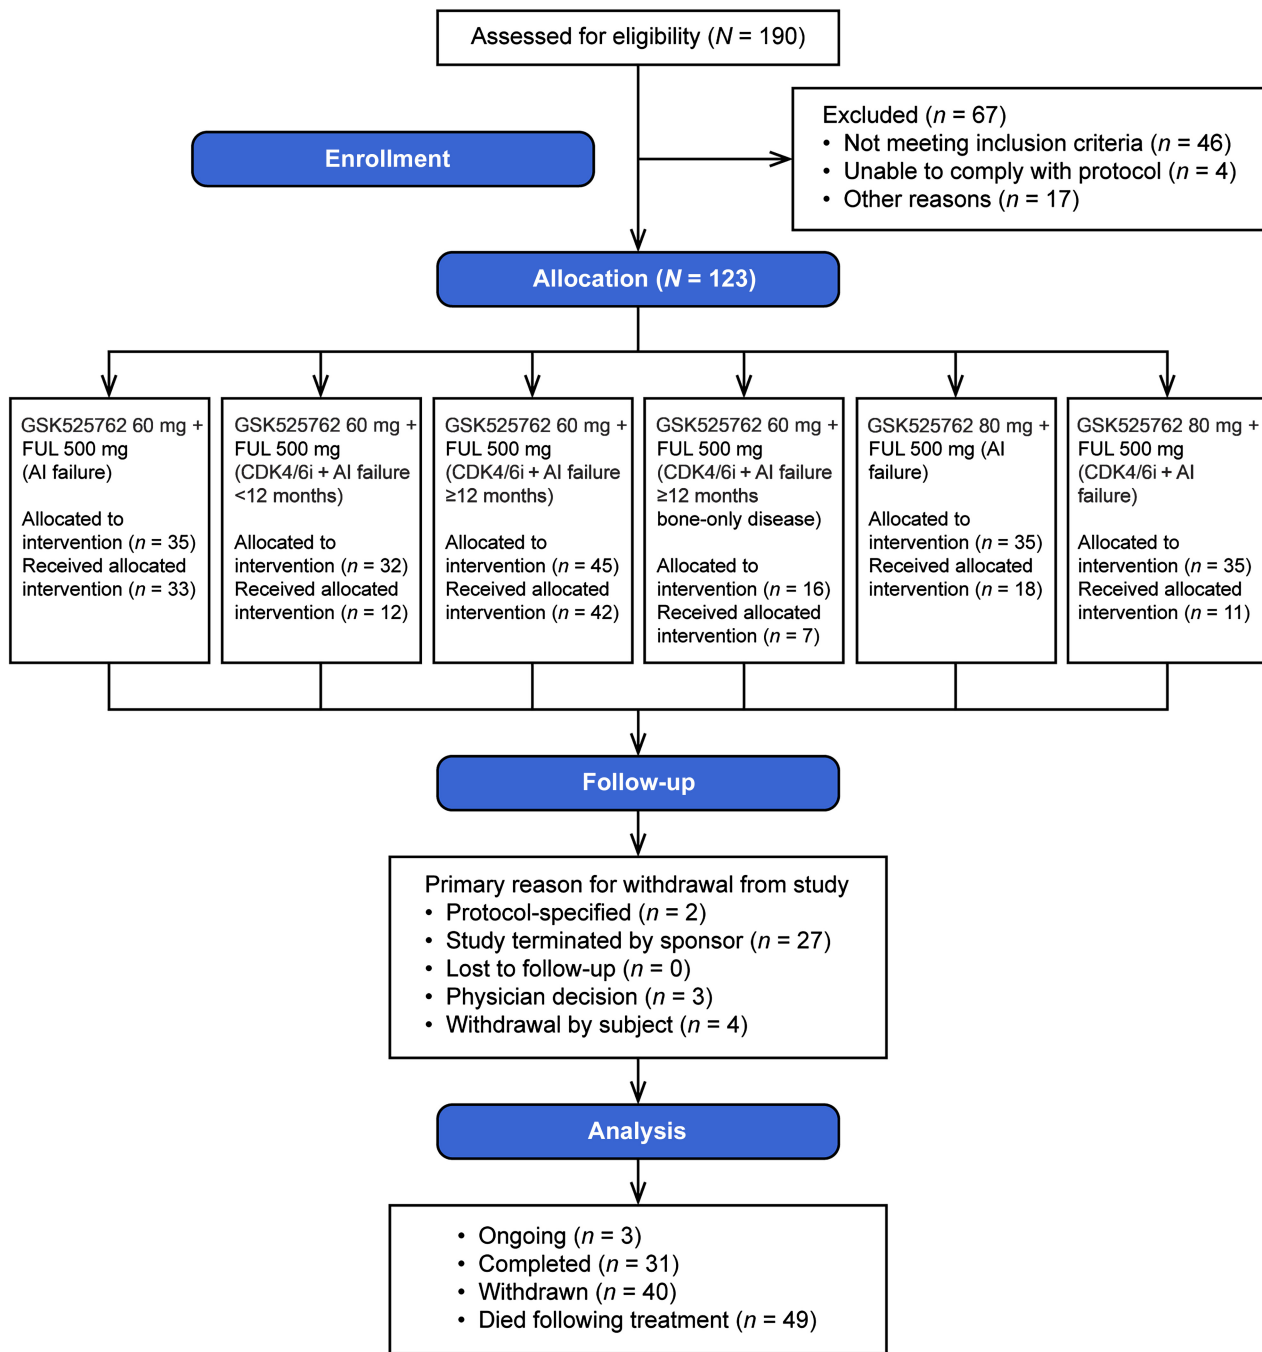 Assessed for eligibility (N = 190)
Excluded (n = 67)
• Not meeting inclusion criteria (n = 46)
• Unable to comply with protocol (n = 4)
• Other reasons (n = 17)
Enrollment
Allocation (N = 123)
GSK525762 60 mg +
FUL 500 mg
(AI failure)
Allocated to
intervention (n = 35)
Received allocated
intervention (n = 33)
GSK525762 60 mg +
FUL 500 mg
(CDK4/6i + AI failure
<12 months)
Allocated to
intervention (n = 32)
Received allocated
intervention (n = 12)
GSK525762 60 mg +
FUL 500 mg
(CDK4/6i + AI failure
≥12 months)
Allocated to
intervention (n = 45)
Received allocated
intervention (n = 42)
GSK525762 60 mg +
FUL 500 mg
(CDK4/6i + AI failure
≥12 months
bone-only disease)
Allocated to
intervention (n = 16)
Received allocated
intervention (n = 7)
GSK525762 80 mg +
FUL 500 mg (AI
failure)
Allocated to
intervention (n = 35)
Received allocated
intervention (n = 18)
GSK525762 80 mg +
FUL 500 mg
(CDK4/6i + AI
failure)
Allocated to
intervention (n = 35)
Received allocated
intervention (n = 11)
Follow-up
Primary reason for withdrawal from study
• Protocol-specified (n = 2)
• Study terminated by sponsor (n = 27)
• Lost to follow-up (n = 0)
• Physician decision (n = 3)
• Withdrawal by subject (n = 4)
Analysis
• Ongoing (n = 3)
• Completed (n = 31)
• Withdrawn (n = 40)
• Died following treatment (n = 49)